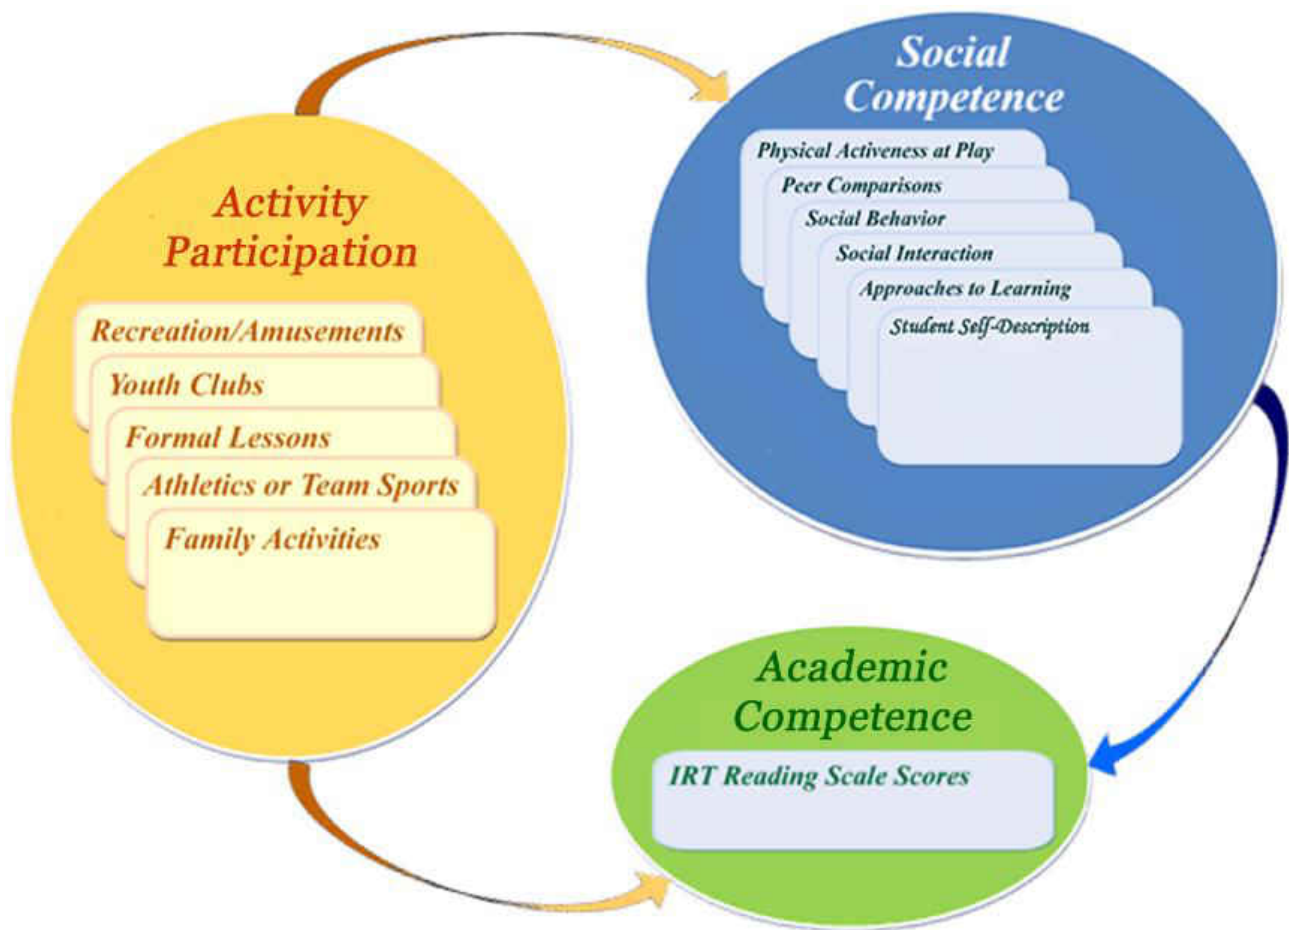 Activity
Participation
Recreation/Amusements
Youth Clubs
Formal Lessons
Athletics or Team Sports
Family Activities
Social
Competence
Physical Activeness at Play
Peer Comparisons
Social Behavior
Social Interaction
Approaches to Learning
Student Self-Description
Academic
Competence
IRT Reading Scale Scores